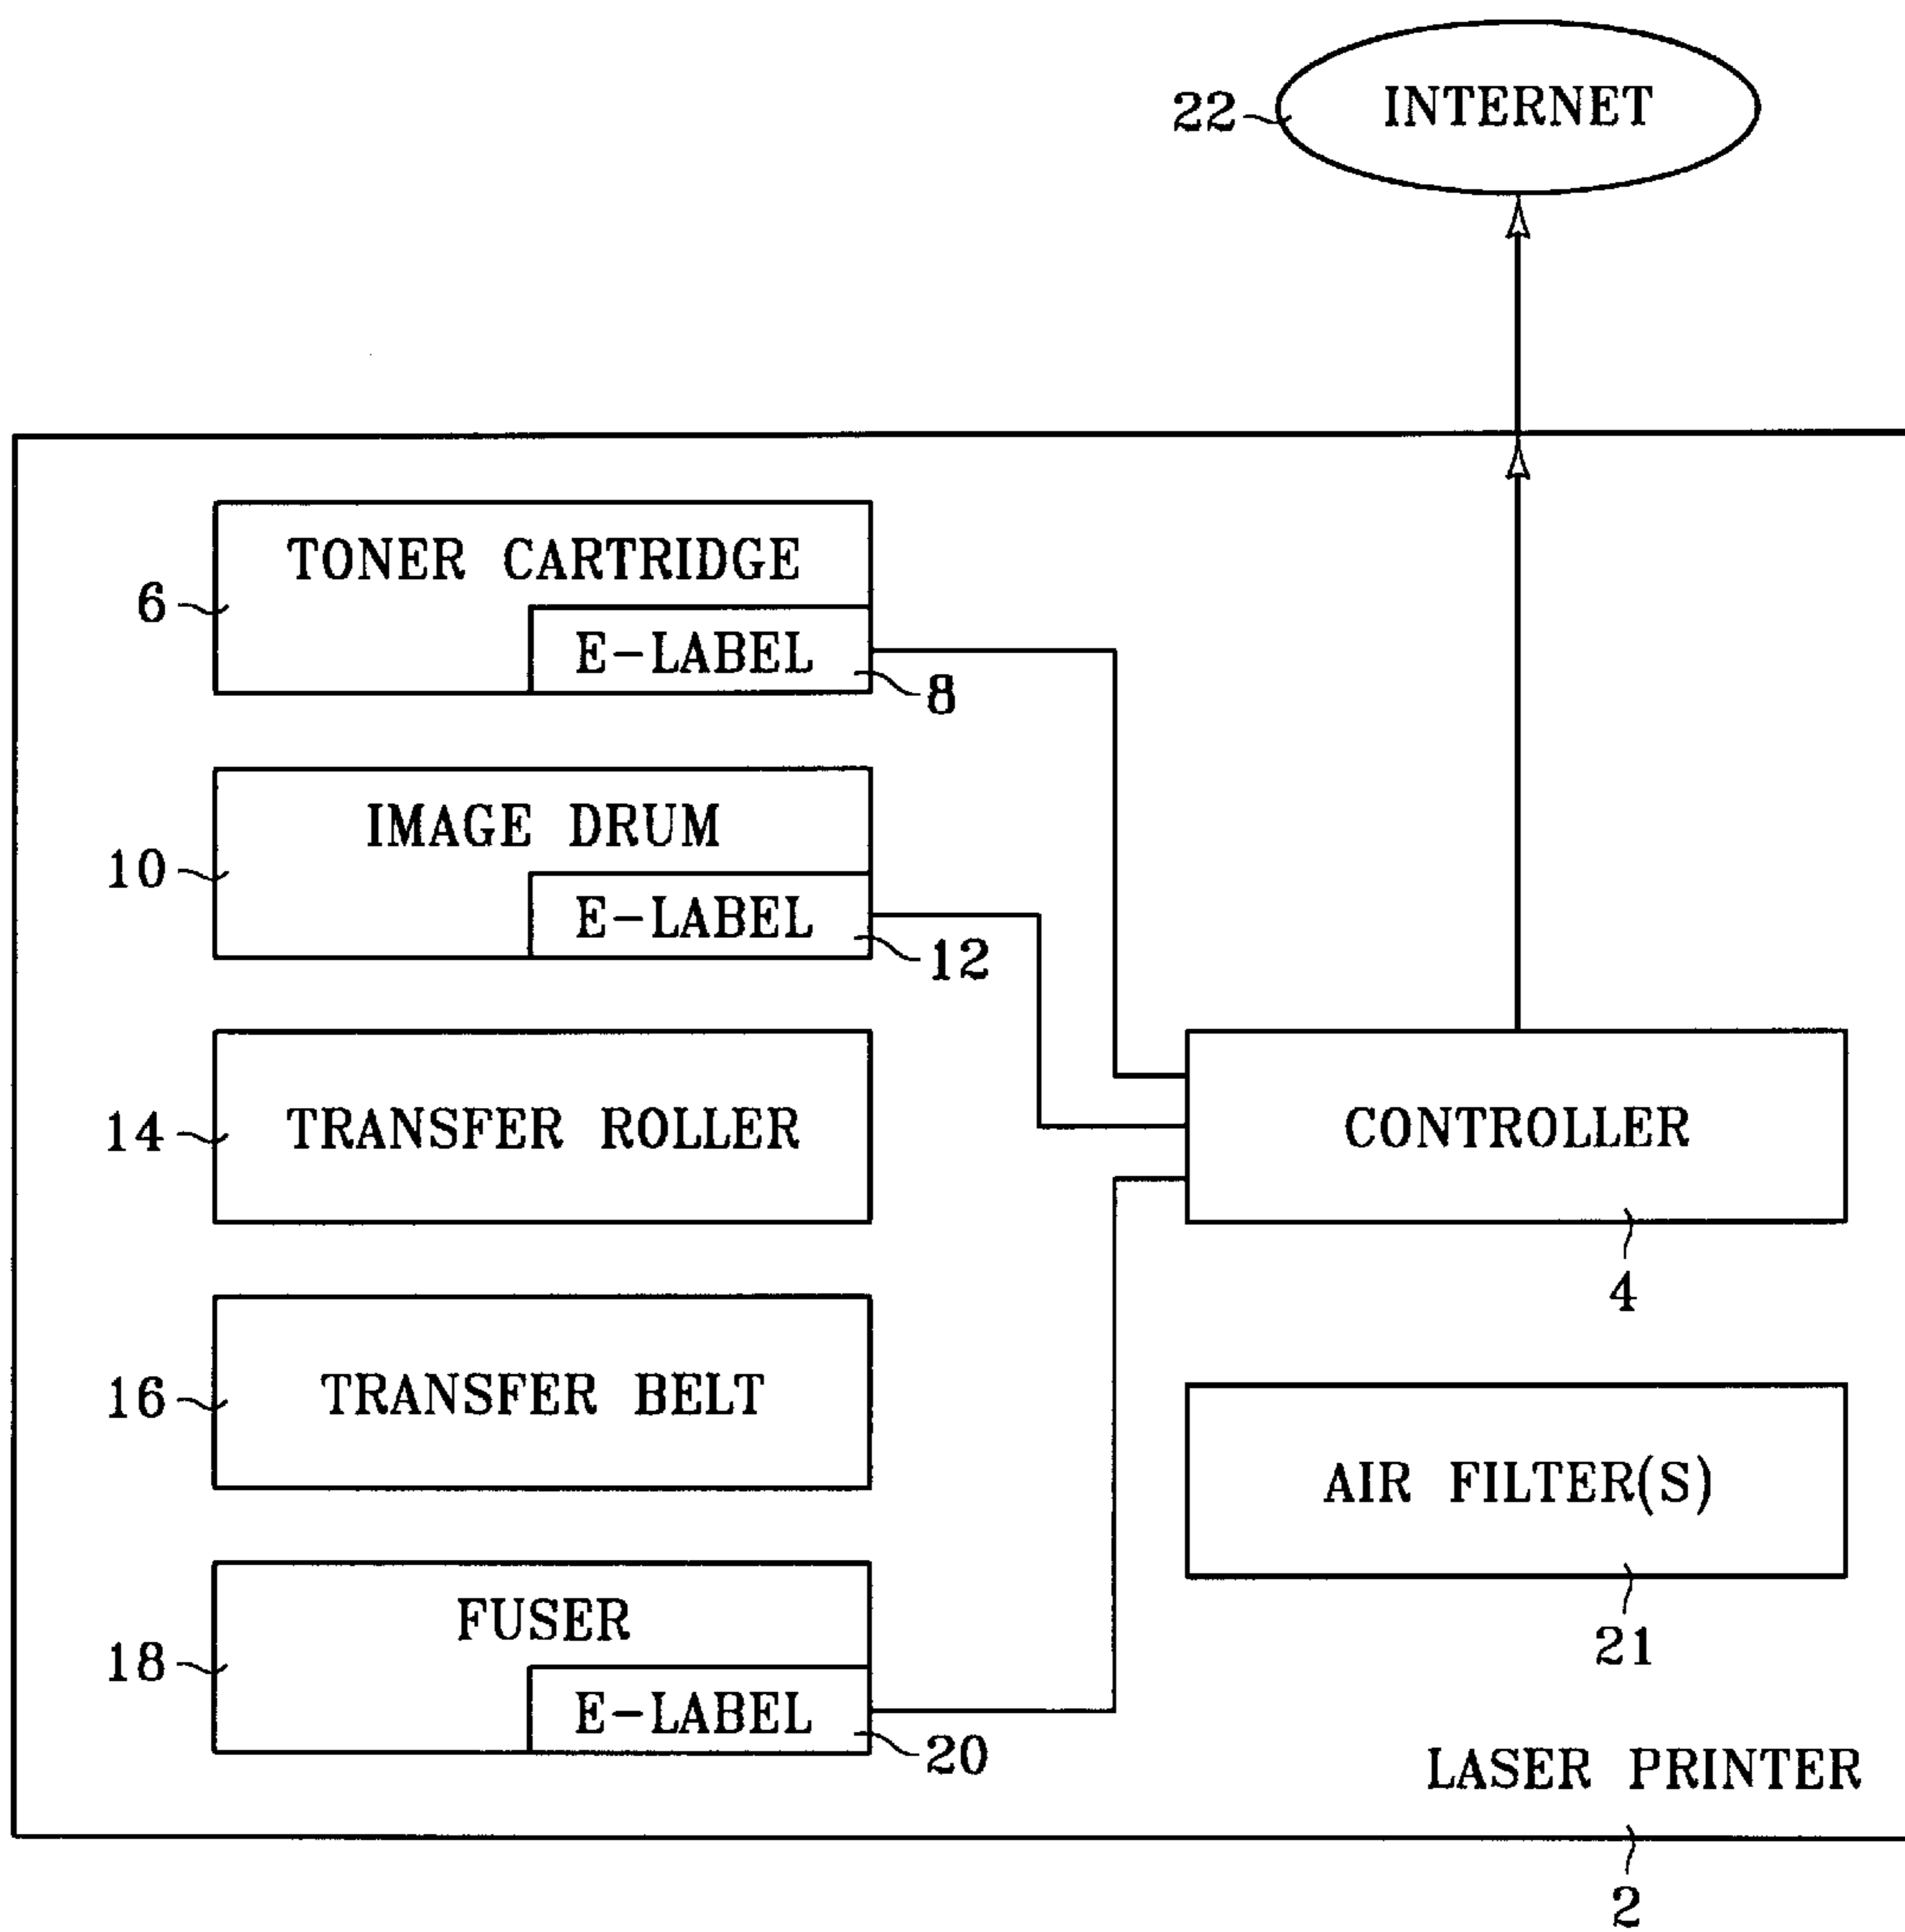 INTERNET
22
TONER CARTRIDGE
6
E-LABEL
8
IMAGE DRUM
10
E-LABEL
12
TRANSFER ROLLER
14
CONTROLLER
4
TRANSFER BELT
16
AIR FILTER(S)
21
FUSER
18
E-LABEL
20
LASER PRINTER
2